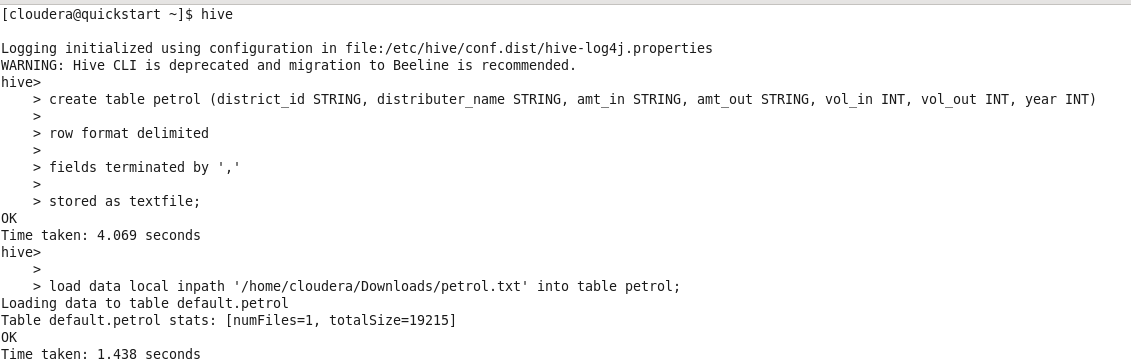 [cloudera@quickstart ~]$ hive
Logging initialized using configuration in file:/etc/hive/conf.dist/hive-log4j.properties
WARNING: Hive CLI is deprecated and migration to Beeline is recommended.
hive>
    > create table petrol (district_id STRING, distributer_name STRING, amt_in STRING, amt_out STRING, vol_in INT, vol_out INT, year INT)
    >
    > row format delimited
    >
    > fields terminated by ','
    >
    > stored as textfile;
OK
Time taken: 4.069 seconds
hive>
    >
    > load data local inpath '/home/cloudera/Downloads/petrol.txt' into table petrol;
Loading data to table default.petrol
Table default.petrol stats: [numFiles=1, totalSize=19215]
OK
Time taken: 1.438 seconds